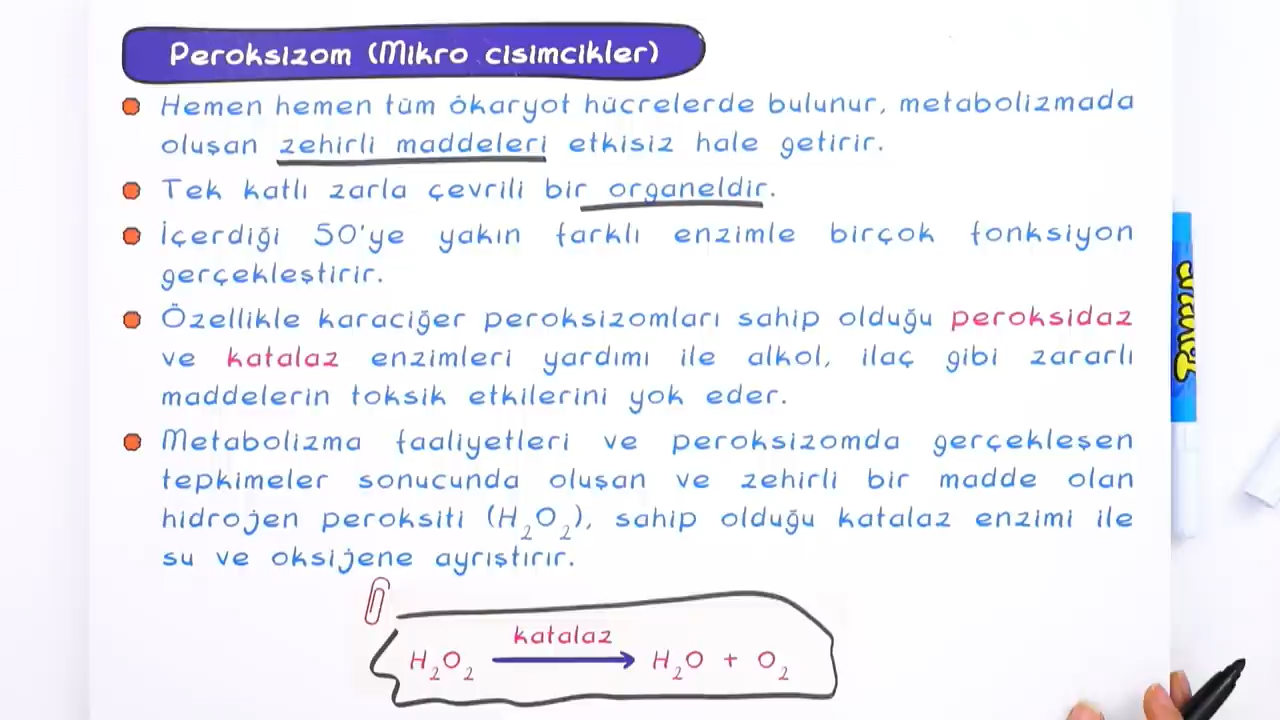 Peroksizom (Mikro cisimcikler)
Hemen hemen tüm ökaryot hücrelerde bulunur, metabolizmada
oluşan zehirli maddeleri etkisiz hale getirir.
Tek katlı zarla çevrili bir organeldir.
İçerdiği 50'ye yakın farklı enzimle birçok fonksiyon
gerçekleştirir.
Özellikle karaciğer peroksizomları sahip olduğu peroksidaz
ve katalaz enzimleri yardımı ile alkol, ilaç gibi zararlı
maddelerin toksik etkilerini yok eder.
Metabolizma faaliyetleri ve peroksizomda gerçekleşen
tepkimeler sonucunda oluşan ve zehirli bir madde olan
hidrojen peroksiti (H₂O₂), sahip olduğu katalaz enzimi ile
su ve oksijene ayrıştırır.
katalaz
H₂O₂ → H₂O + O₂